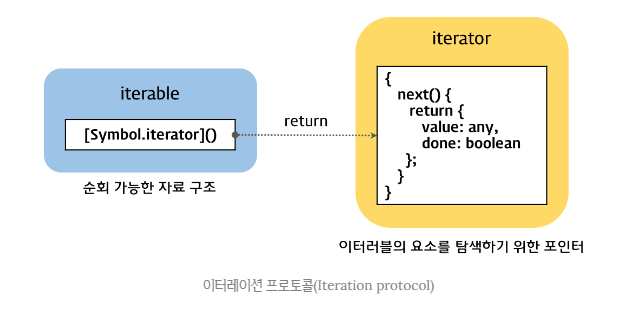 iterator
iterable
{
next() {
return {
value: any,
done: boolean
};
}
}
[Symbol.iterator]()
return
순회 가능한 자료 구조
이터러블의 요소를 탐색하기 위한 포인터
이터레이션 프로토콜(Iteration protocol)